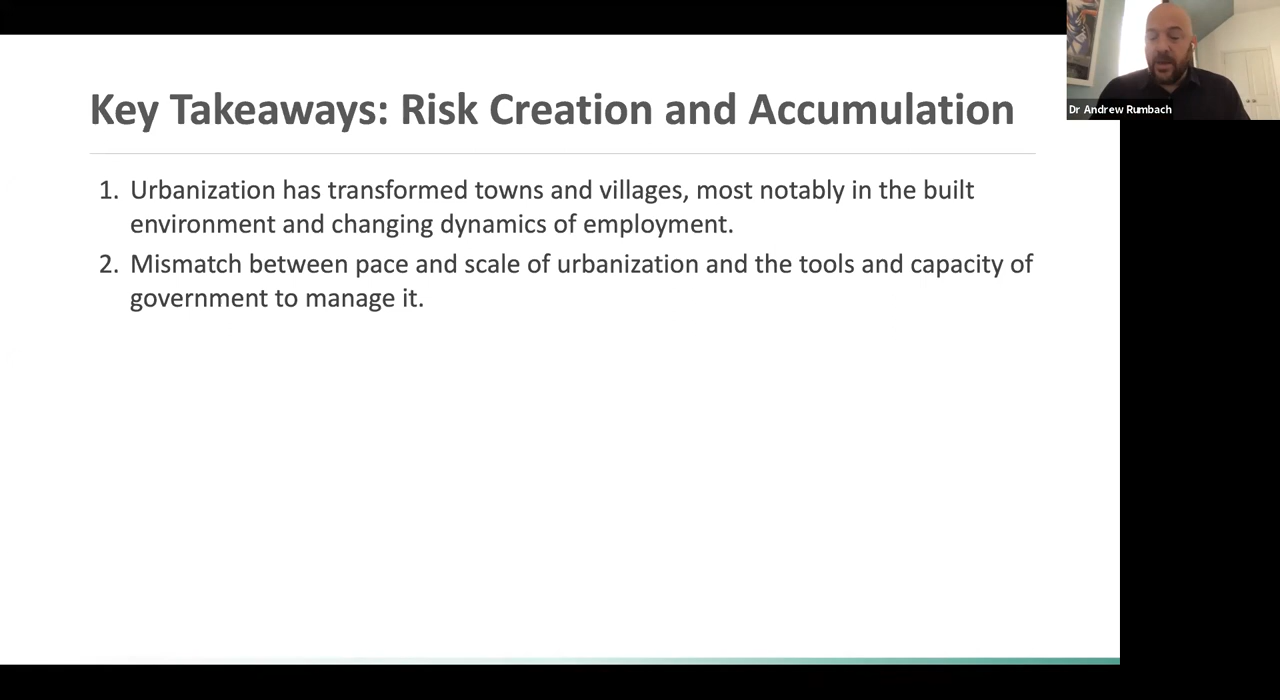 Key Takeaways: Risk Creation and Accumulation
Dr Andrew Rumbach
1. Urbanization has transformed towns and villages, most notably in the built
environment and changing dynamics of employment.
2. Mismatch between pace and scale of urbanization and the tools and capacity of
government to manage it.